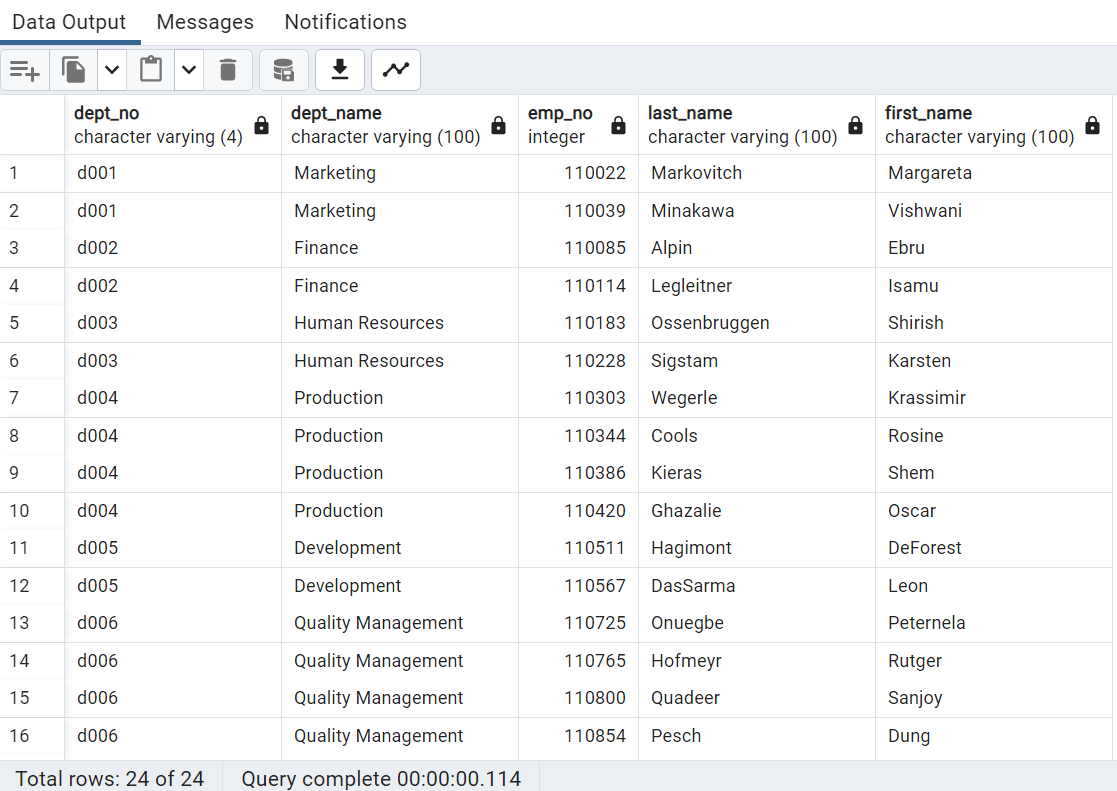 Data Output Messages Notifications
dept_no dept_name emp_no last_name first_name
character varying (4) character varying (100) integer character varying (100) character varying (100)
1 d001 Marketing 110022 Markovitch Margareta
2 d001 Marketing 110039 Minakawa Vishwani
3 d002 Finance 110085 Alpin Ebru
4 d002 Finance 110114 Legleitner Isamu
5 d003 Human Resources 110183 Ossenbruggen Shirish
6 d003 Human Resources 110228 Sigstam Karsten
7 d004 Production 110303 Wegerle Krassimir
8 d004 Production 110344 Cools Rosine
9 d004 Production 110386 Kieras Shem
10 d004 Production 110420 Ghazalie Oscar
11 d005 Development 110511 Hagimont DeForest
12 d005 Development 110567 DasSarma Leon
13 d006 Quality Management 110725 Onuegbe Peternela
14 d006 Quality Management 110765 Hofmeyr Rutger
15 d006 Quality Management 110800 Quadeer Sanjoy
16 d006 Quality Management 110854 Pesch Dung
Total rows: 24 of 24 Query complete 00:00:00.114